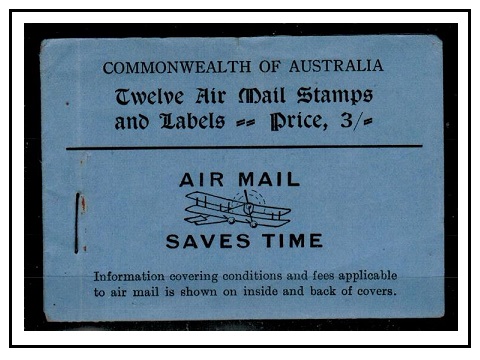 COMMONWEALTH OF AUSTRALIA
Twelve Air Mail Stamps
and Labels == Price, 3/=
AIR MAIL
SAVES TIME
Information covering conditions and fees applicable
to air mail is shown on inside and back of covers.